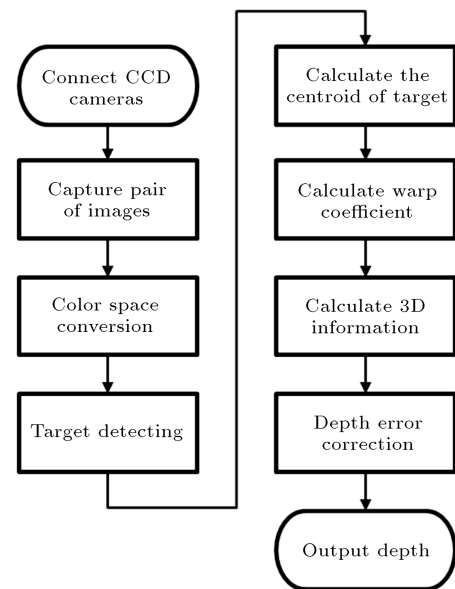 Connect CCD
cameras
Capture pair
of images
Color space
conversion
Target detecting
Calculate the
centroid of target
Calculate warp
coefficient
Calculate 3D
information
Depth error
correction
Output depth